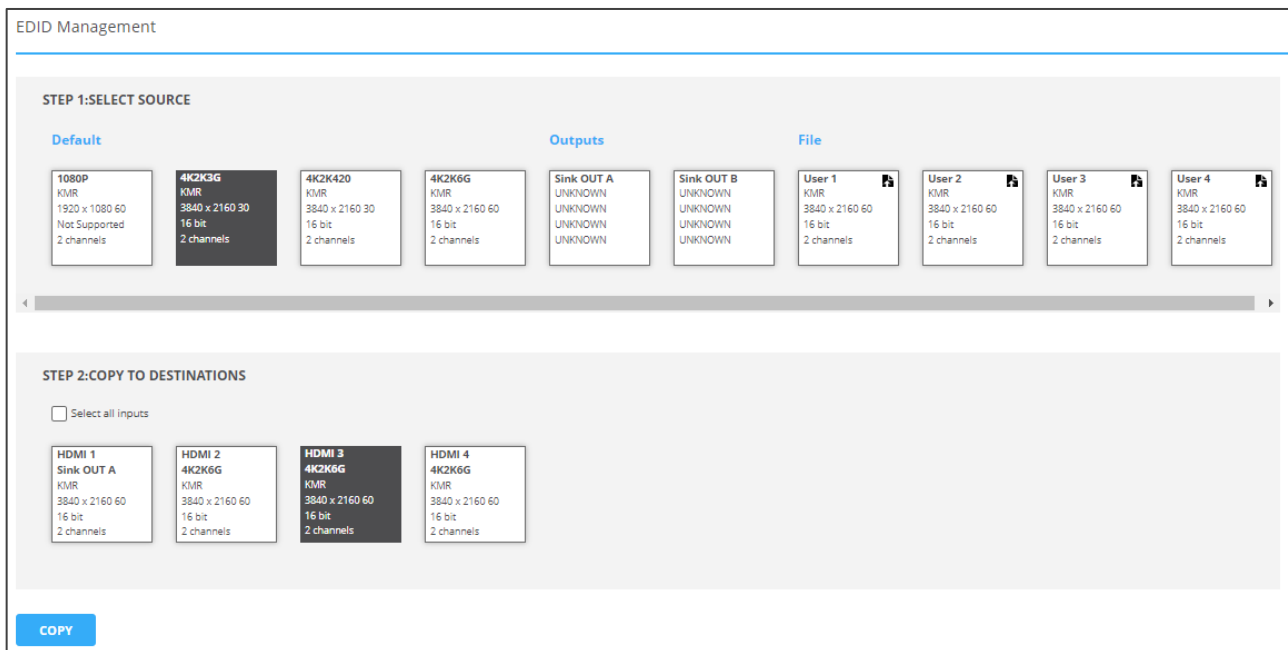 EDID Management
STEP 1:SELECT SOURCE
Default
Outputs
File
1080P
KMR
1920 x 1080 60
Not Supported
2 channels
4K2K3G
KMR
3840 x 2160 30
16 bit
2 channels
4K2K420
KMR
3840 x 2160 30
16 bit
2 channels
4K2K6G
KMR
3840 x 2160 60
16 bit
2 channels
Sink OUT A
UNKNOWN
UNKNOWN
UNKNOWN
UNKNOWN
Sink OUT B
UNKNOWN
UNKNOWN
UNKNOWN
UNKNOWN
User 1
KMR
3840 x 2160 60
16 bit
2 channels
User 2
KMR
3840 x 2160 60
16 bit
2 channels
User 3
KMR
3840 x 2160 60
16 bit
2 channels
User 4
KMR
3840 x 2160 60
16 bit
2 channels
STEP 2:COPY TO DESTINATIONS
Select all inputs
HDMI 1
Sink OUT A
KMR
3840 x 2160 60
16 bit
2 channels
HDMI 2
4K2K6G
KMR
3840 x 2160 60
16 bit
2 channels
HDMI 3
4K2K6G
KMR
3840 x 2160 60
16 bit
2 channels
HDMI 4
4K2K6G
KMR
3840 x 2160 60
16 bit
2 channels
COPY